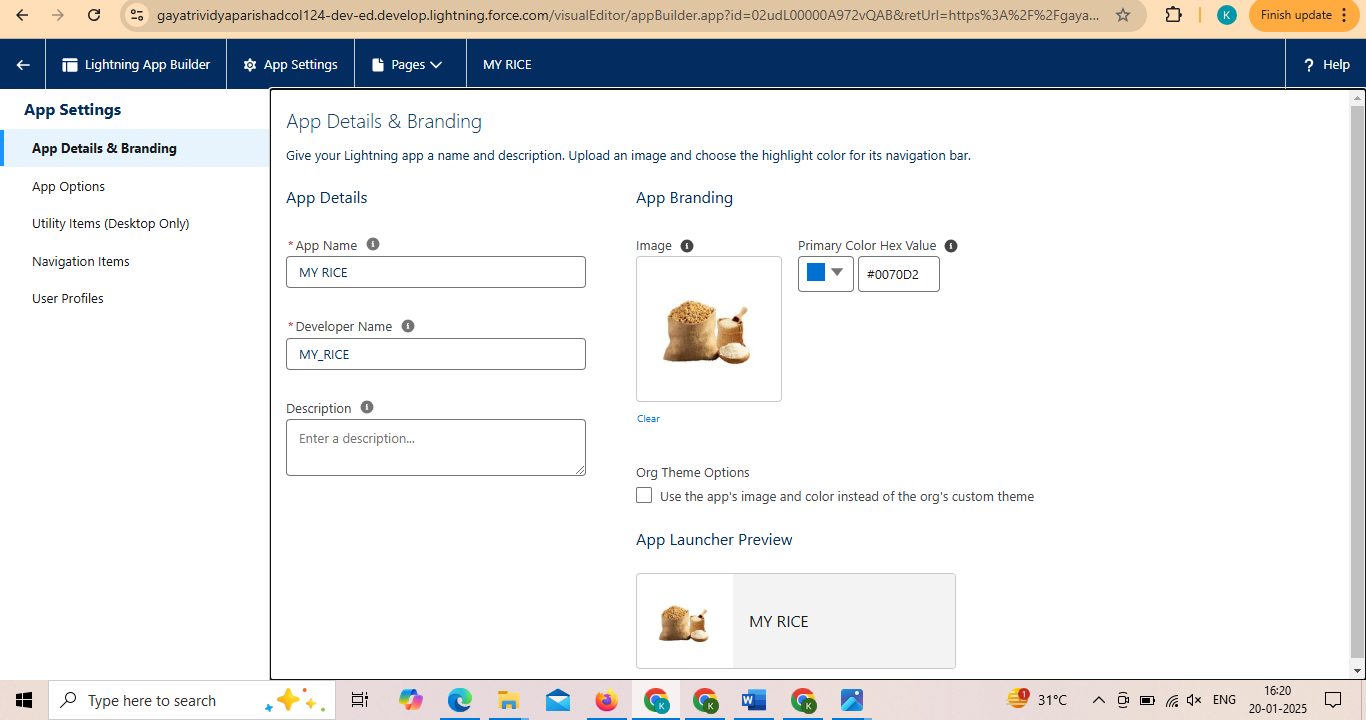 gayatrividyaparishadcol124-dev-ed.develop.lightning.force.com/visualEditor/appBuilder.app?id=02udL00000A972vQAB&retUrl=https%3A%2F%2Fgaya...
K
Finish update
Lightning App Builder
App Settings
Pages
MY RICE
? Help
App Settings
App Details & Branding
App Options
Utility Items (Desktop Only)
Navigation Items
User Profiles
App Details & Branding
Give your Lightning app a name and description. Upload an image and choose the highlight color for its navigation bar.
App Details
*App Name
MY RICE
*Developer Name
MY_RICE
Description
Enter a description...
App Branding
Image
Clear
Primary Color Hex Value
#0070D2
Org Theme Options
Use the app's image and color instead of the org's custom theme
App Launcher Preview
MY RICE
Type here to search
K
K
W
K
1
31°C
ENG
16:20
20-01-2025